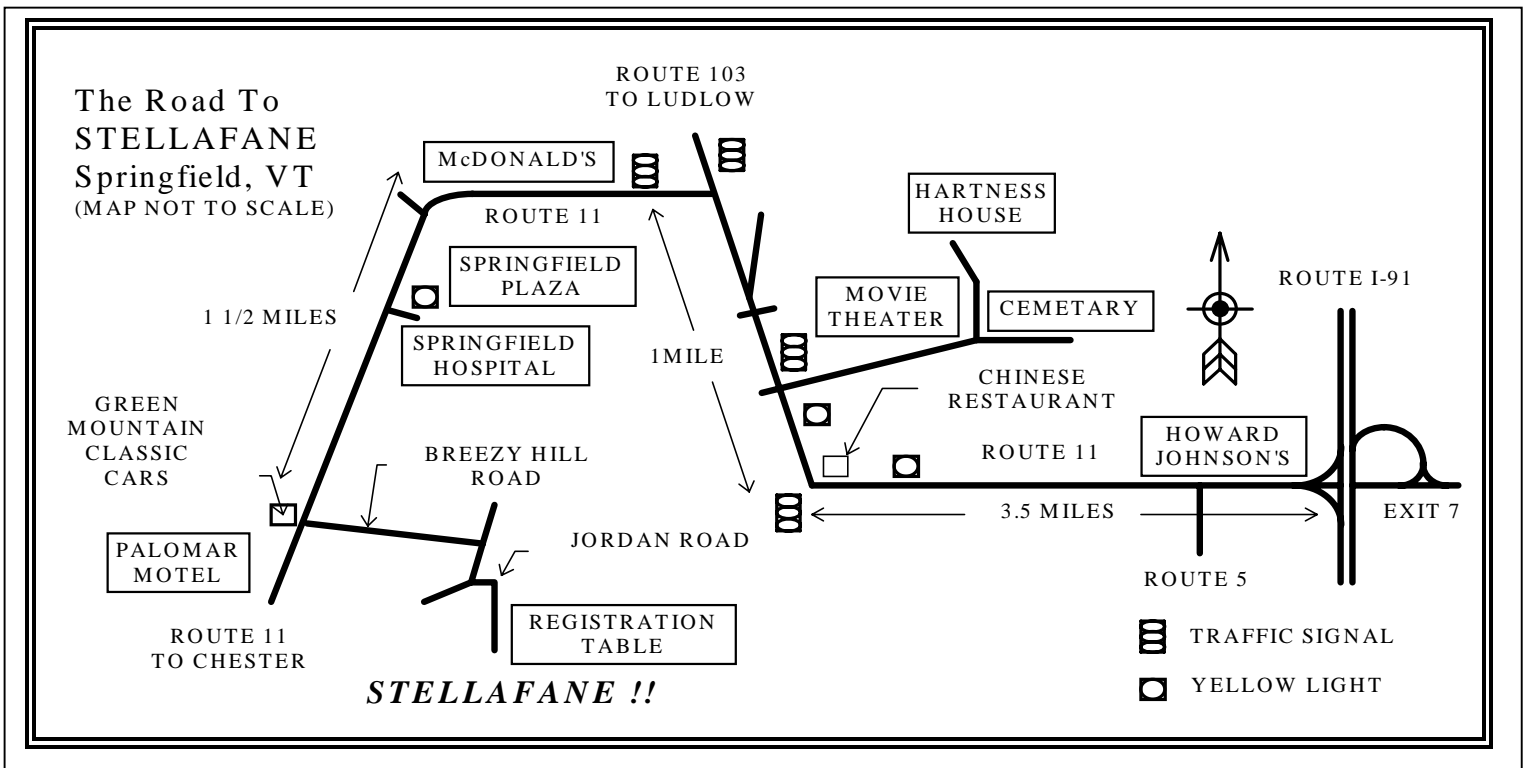 The Road To
STELLAFANE
Springfield, VT
(MAP NOT TO SCALE)
ROUTE 103
TO LUDLOW
McDONALD'S
ROUTE 11
SPRINGFIELD
PLAZA
SPRINGFIELD
HOSPITAL
1 1/2 MILES
1MILE
HARTNESS
HOUSE
MOVIE
THEATER
CEMETARY
ROUTE I-91
CHINESE
RESTAURANT
GREEN
MOUNTAIN
CLASSIC
CARS
BREEZY HILL
ROAD
ROUTE 11
HOWARD
JOHNSON'S
3.5 MILES
EXIT 7
JORDAN ROAD
PALOMAR
MOTEL
ROUTE 5
REGISTRATION
TABLE
ROUTE 11
TO CHESTER
STELLAFANE !!
TRAFFIC SIGNAL
YELLOW LIGHT